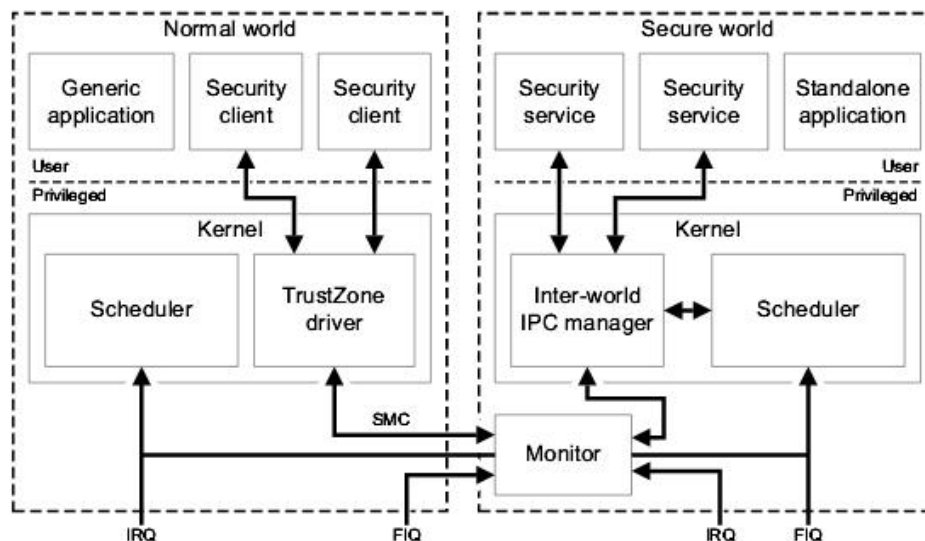 Normal world
Secure world
Generic
application
Security
client
Security
client
Security
service
Security
service
Standalone
application
User
Privileged
User
Privileged
Kernel
Kernel
Scheduler
TrustZone
driver
Inter-world
IPC manager
Scheduler
SMC
Monitor
IRQ
FIQ
IRQ
FIQ